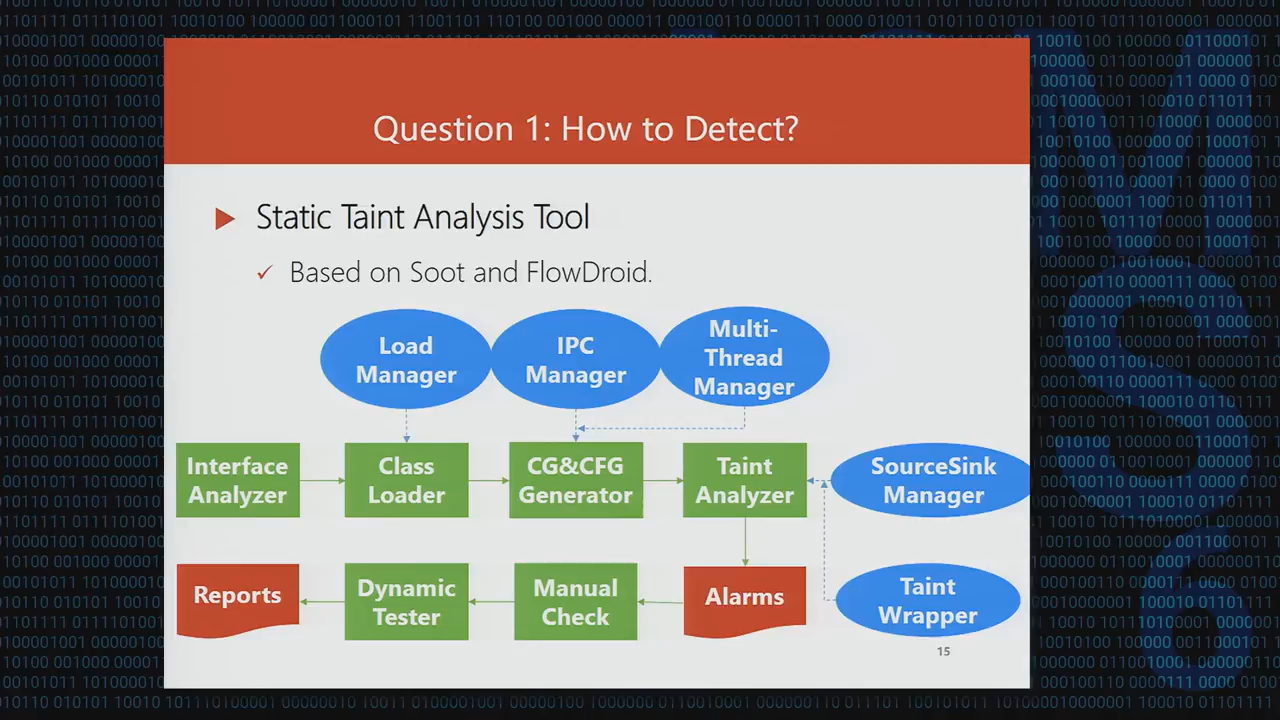 Question 1: How to Detect?
Static Taint Analysis Tool
Based on Soot and FlowDroid.
Load
Manager
IPC
Manager
Multi-
Thread
Manager
Interface
Analyzer
Class
Loader
CG&CFG
Generator
Taint
Analyzer
SourceSink
Manager
Reports
Dynamic
Tester
Manual
Check
Alarms
Taint
Wrapper
15